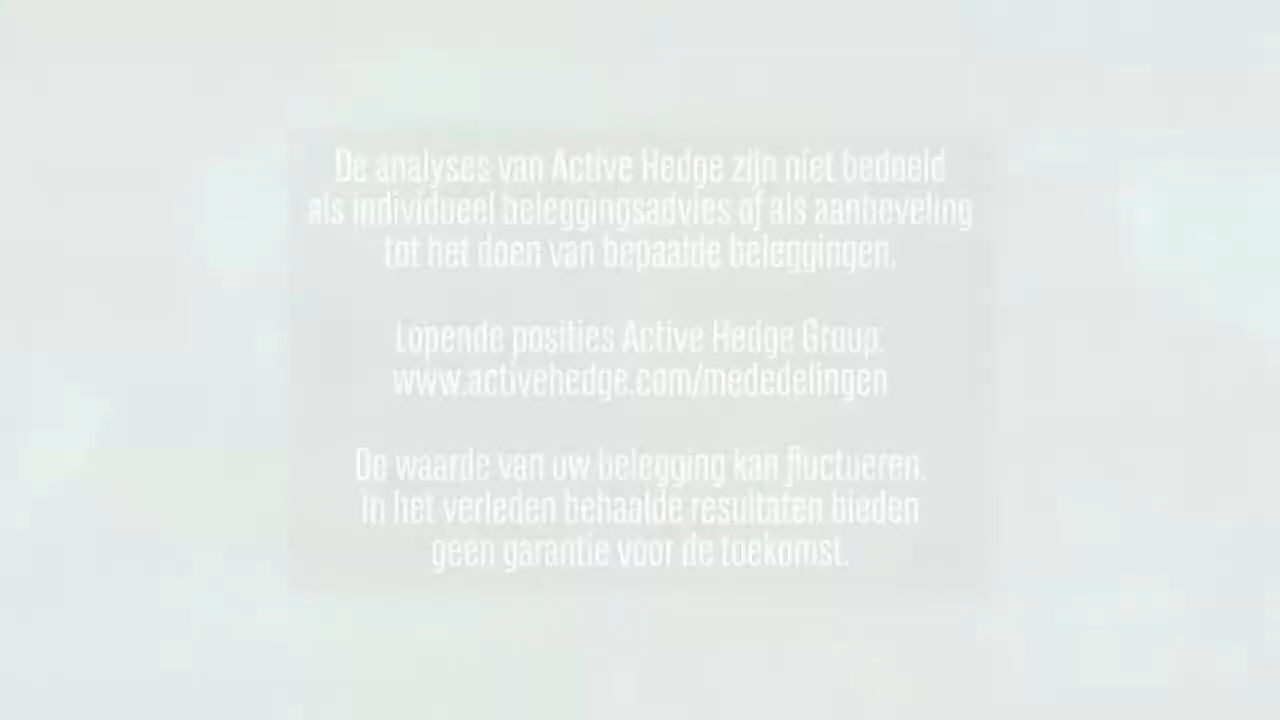 De analyses van Active Hedge zijn niet bedoeld
als individueel beleggingsadvies of als aanbeveling
tot het doen van bepaalde beleggingen.
Lopende posities Active Hedge Group:
www.activehedge.com/mededelingen
De waarde van uw belegging kan fluctueren.
In het verleden behaalde resultaten bieden
geen garantie voor de toekomst.